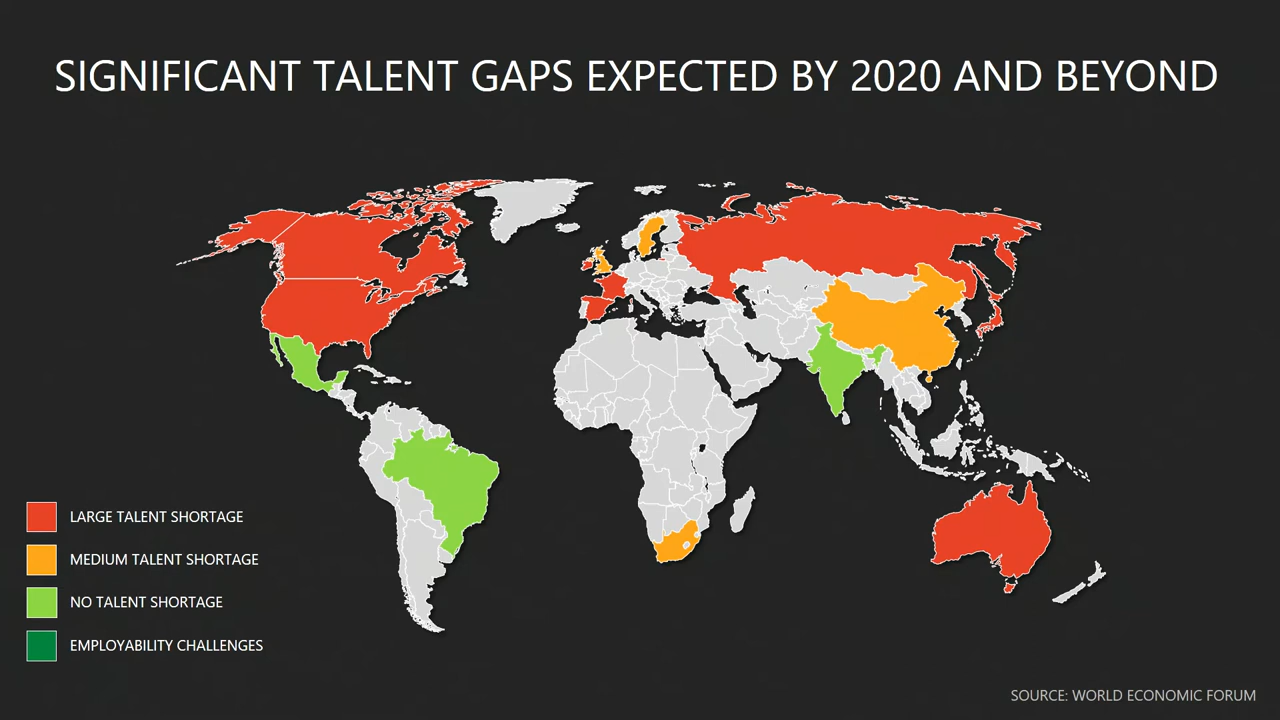 SIGNIFICANT TALENT GAPS EXPECTED BY 2020 AND BEYOND
LARGE TALENT SHORTAGE
MEDIUM TALENT SHORTAGE
NO TALENT SHORTAGE
EMPLOYABILITY CHALLENGES
SOURCE: WORLD ECONOMIC FORUM